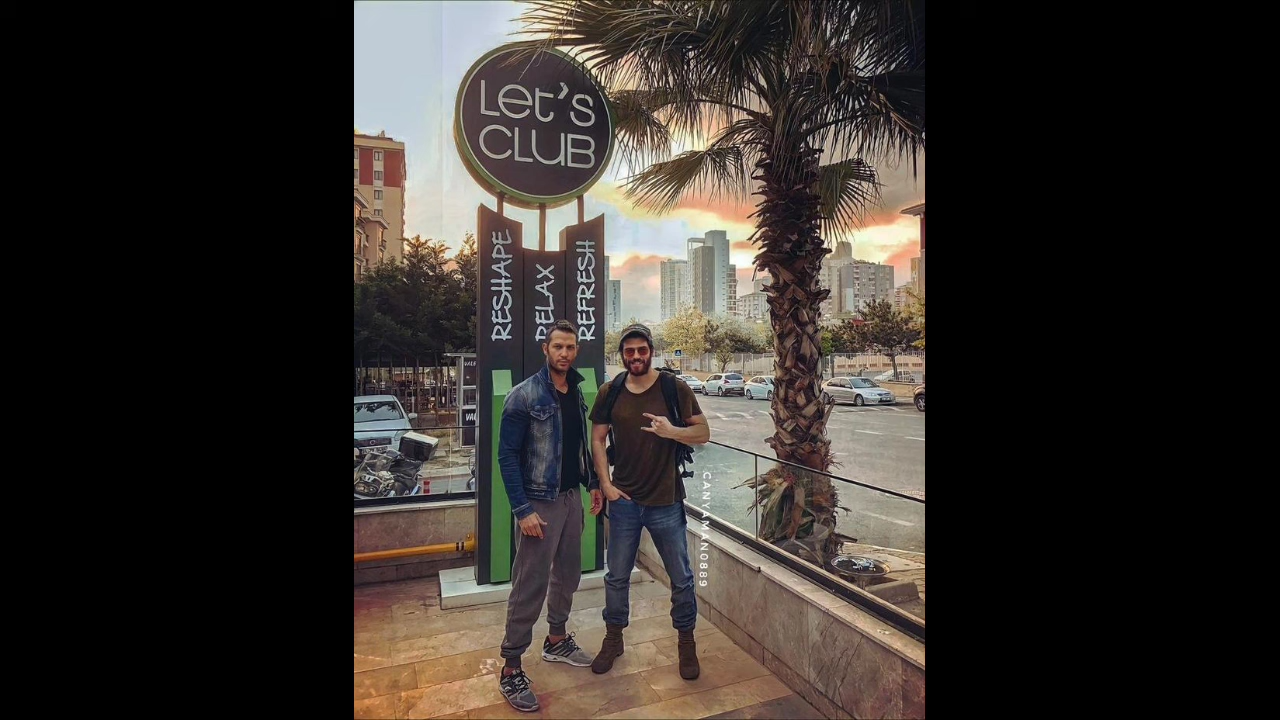 Let's
CLUB
RESHAPE
RELAX
REFRESH
CANYAMAN0889